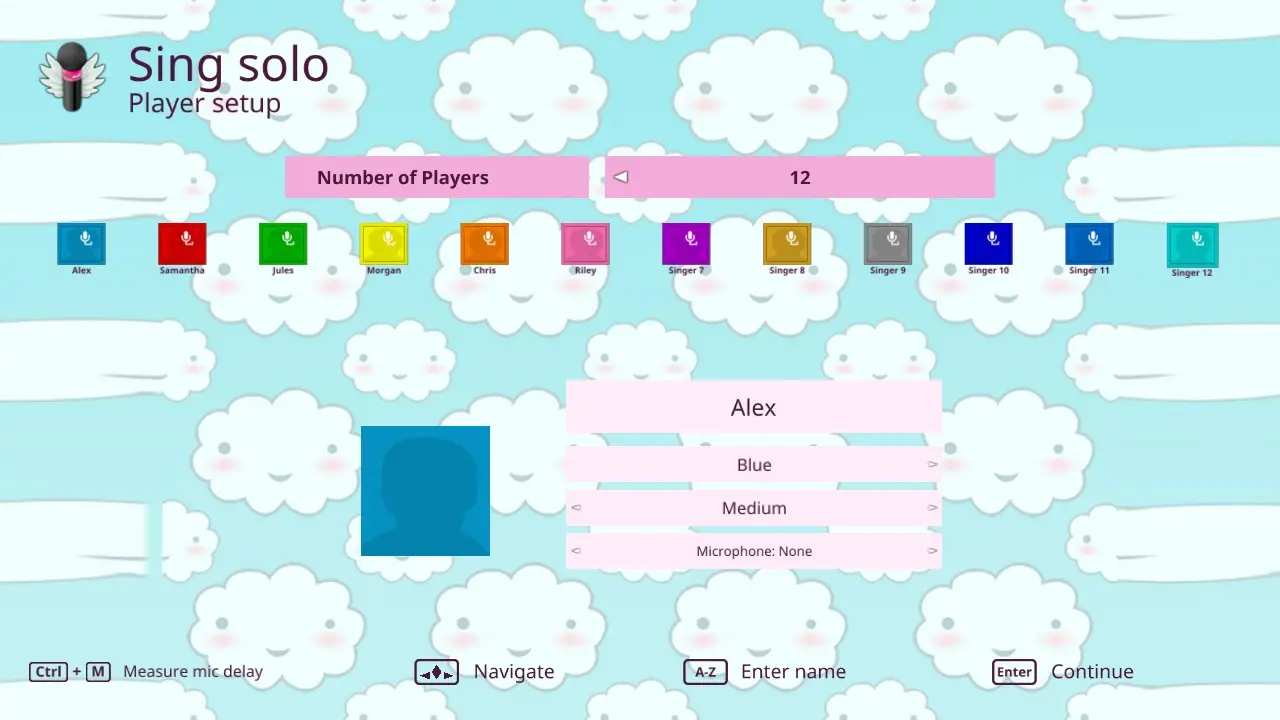 Sing solo
Player setup
Number of Players
12
Alex
Samantha
Jules
Morgan
Chris
Riley
Singer 7
Singer 8
Singer 9
Singer 10
Singer 11
Singer 12
Alex
Blue
Medium
Microphone: None
Ctrl + M Measure mic delay
Navigate
A-Z Enter name
Enter Continue